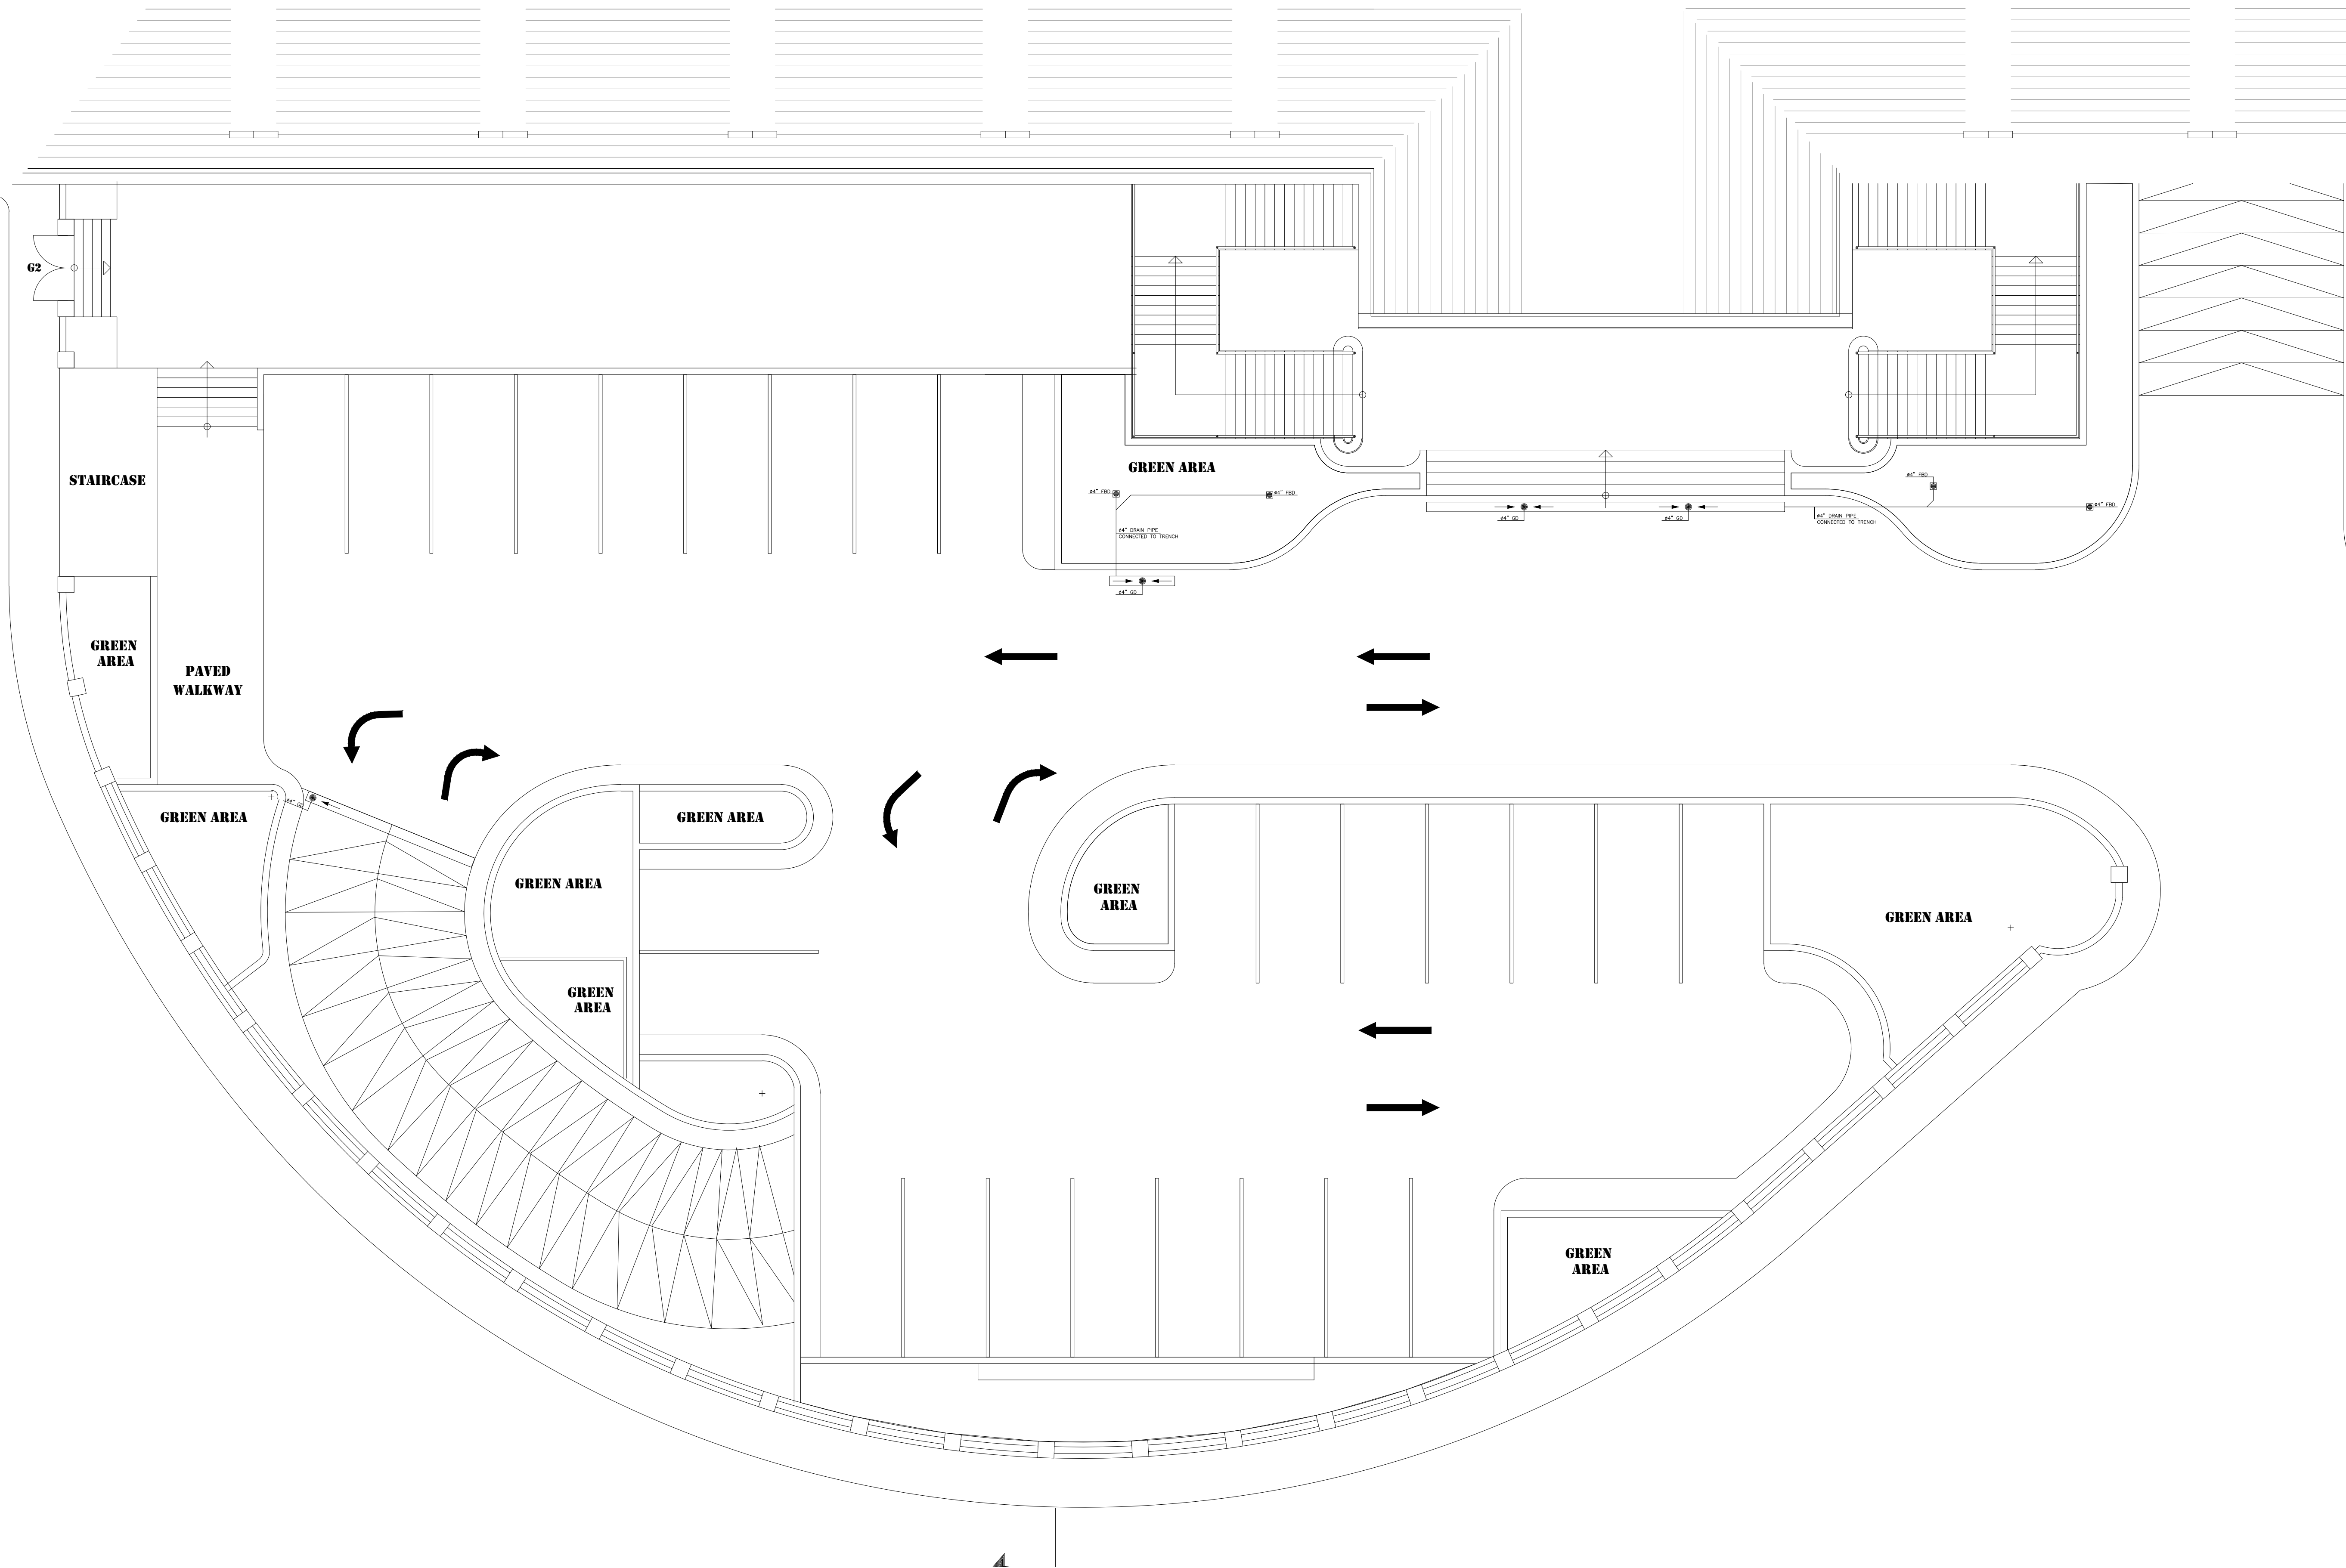 G2
STAIRCASE
GREEN AREA
ø4" FBD
ø4" FBD
ø4" DRAIN PIPE
CONNECTED TO TRENCH
ø4" GD
ø4" GD
ø4" GD
ø4" FBD
ø4" FBD
ø4" DRAIN PIPE
CONNECTED TO TRENCH
GREEN
AREA
PAVED
WALKWAY
ø4" GD
GREEN AREA
GREEN AREA
GREEN AREA
GREEN
AREA
GREEN
AREA
GREEN AREA
GREEN
AREA